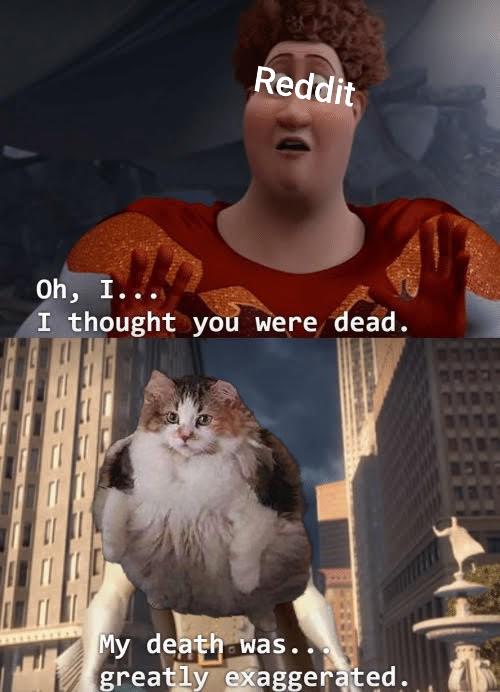 Reddit
Oh, I...
I thought you were dead.
My death was...
greatly exaggerated.